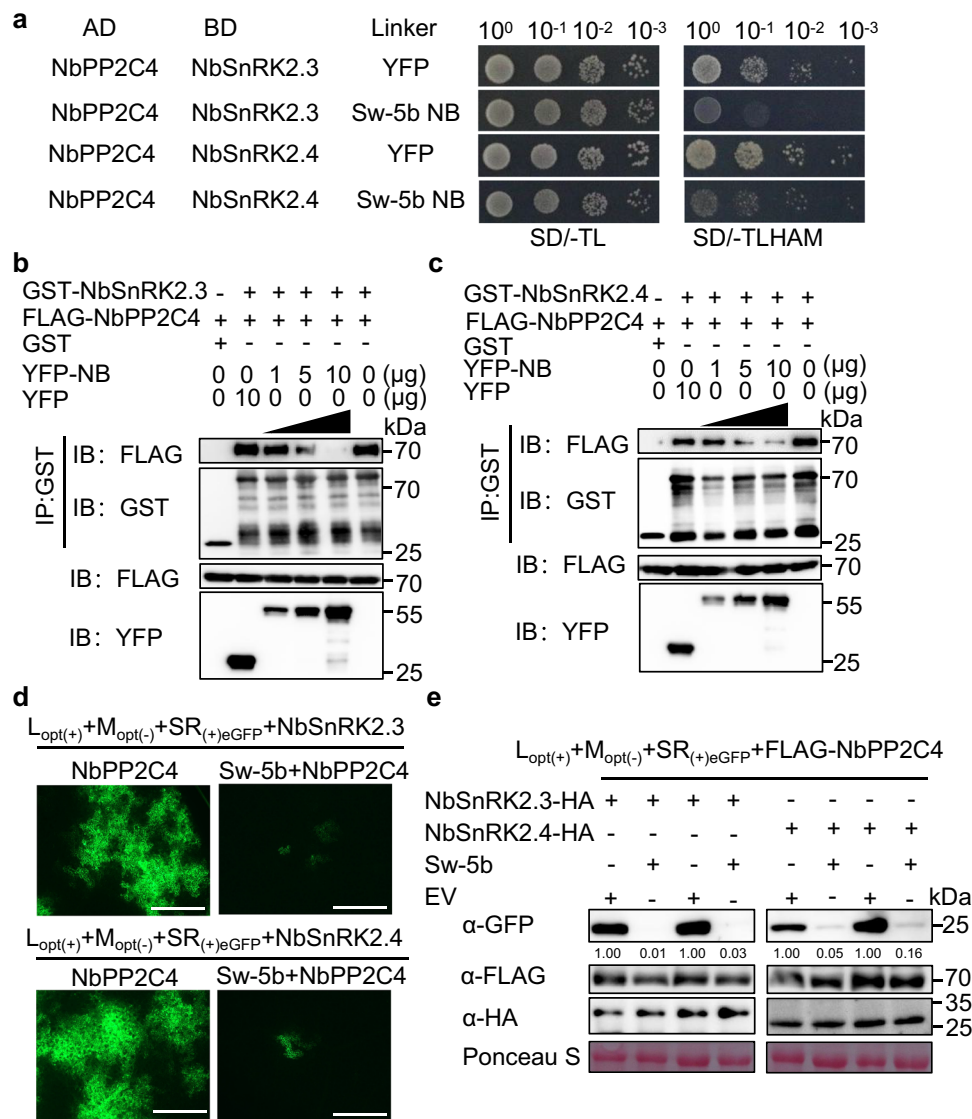 a
AD BD Linker 10⁰ 10⁻¹ 10⁻² 10⁻³ 10⁰ 10⁻¹ 10⁻² 10⁻³
NbPP2C4 NbSnRK2.3 YFP
NbPP2C4 NbSnRK2.3 Sw-5b NB
NbPP2C4 NbSnRK2.4 YFP
NbPP2C4 NbSnRK2.4 Sw-5b NB
SD/-TL SD/-TLHAM
b
GST-NbSnRK2.3 - + + + + +
FLAG-NbPP2C4 + + + + + +
GST + - - - - -
YFP-NB 0 0 1 5 10 0 (μg)
YFP 0 10 0 0 0 0 (μg)
kDa
IP:GST
IB: FLAG 70
IB: GST 70
25
IB: FLAG 70
IB: YFP 55
25
c
GST-NbSnRK2.4 - + + + + +
FLAG-NbPP2C4 + + + + + +
GST + - - - - -
YFP-NB 0 0 1 5 10 0 (μg)
YFP 0 10 0 0 0 0 (μg)
kDa
IP:GST
IB: FLAG 70
IB: GST 70
25
IB: FLAG 70
IB: YFP 55
25
d
Lopt(+)+Mopt(-)+SR(+)eGFP+NbSnRK2.3
NbPP2C4 Sw-5b+NbPP2C4
Lopt(+)+Mopt(-)+SR(+)eGFP+NbSnRK2.4
NbPP2C4 Sw-5b+NbPP2C4
e
Lopt(+)+Mopt(-)+SR(+)eGFP+FLAG-NbPP2C4
NbSnRK2.3-HA + + + + - - - -
NbSnRK2.4-HA - - - - + + + +
Sw-5b - + - + - + - +
EV + - + - + - + - kDa
α-GFP 25
1.00 0.01 1.00 0.03 1.00 0.05 1.00 0.16
α-FLAG 70
α-HA 35
25
Ponceau S